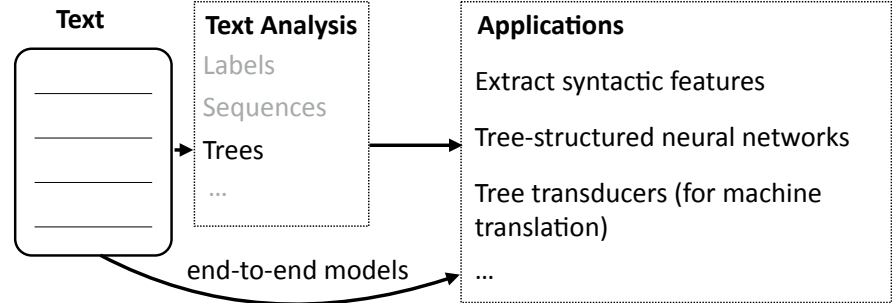 Text
Text Analysis
Labels
Sequences
Trees
...
Applications
Extract syntactic features
Tree-structured neural networks
Tree transducers (for machine
translation)
...
end-to-end models